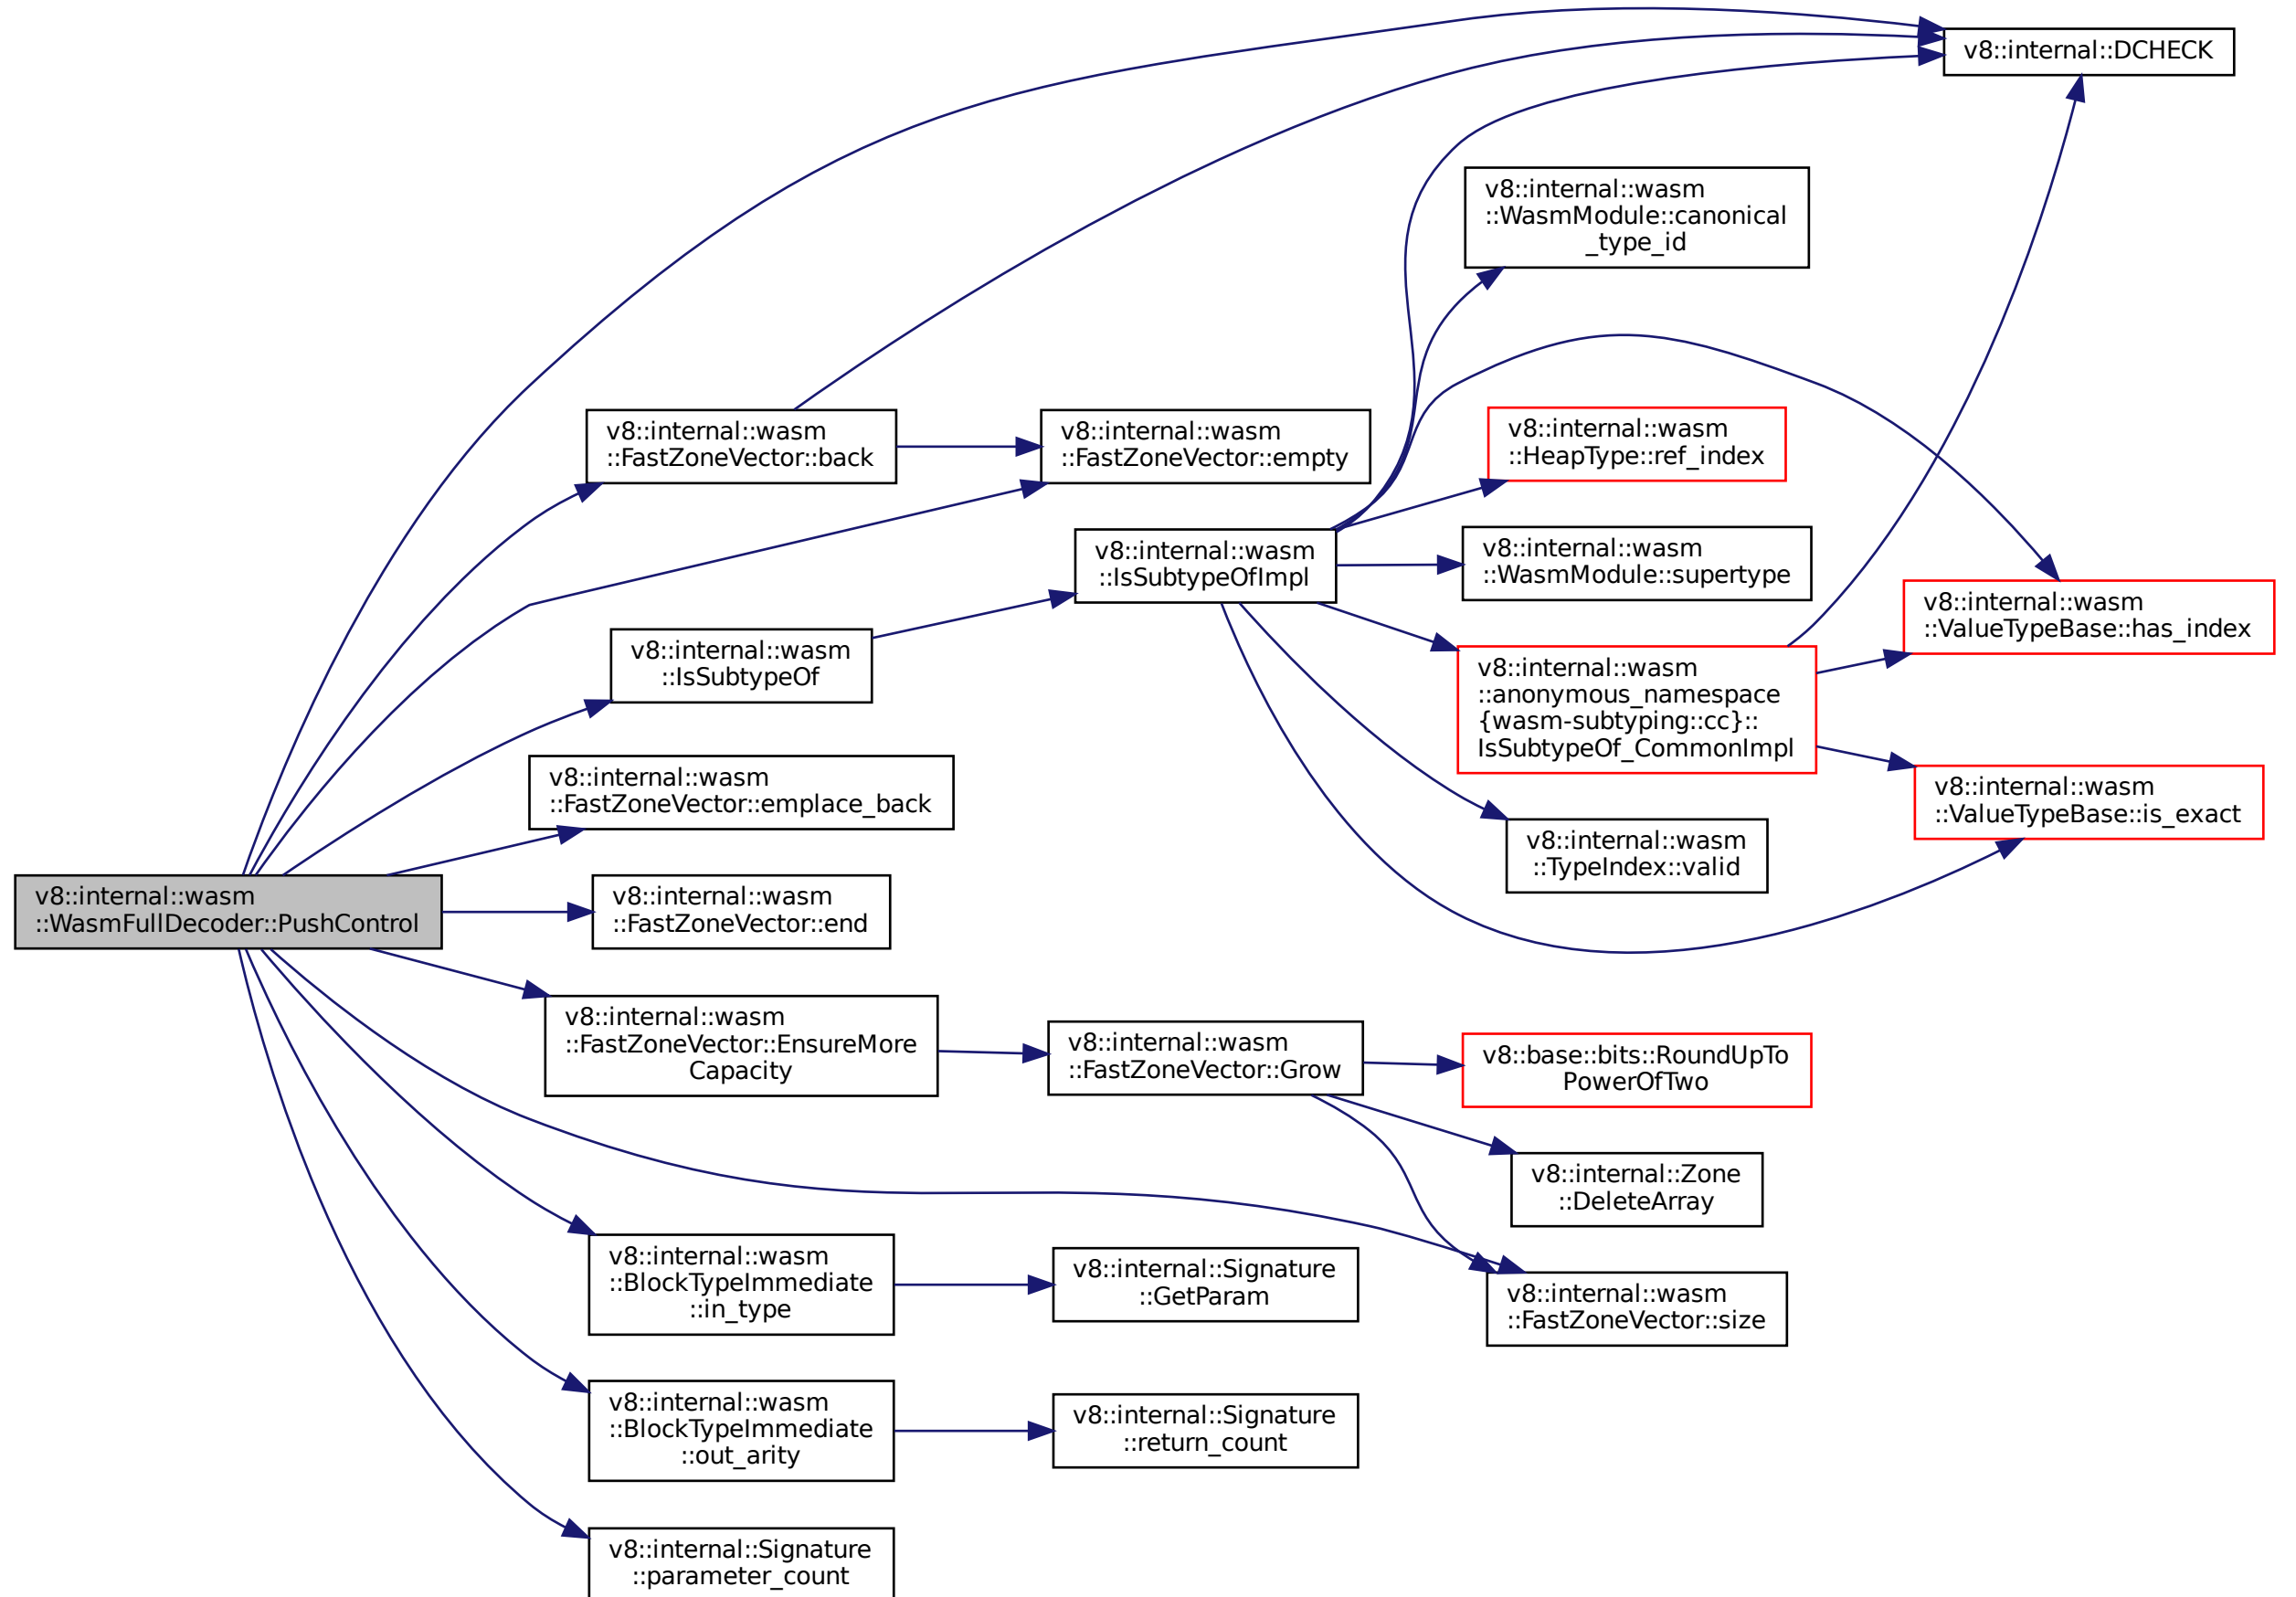 v8::internal::DCHECK
v8::internal::wasm
::WasmModule::canonical
_type_id
v8::internal::wasm
::FastZoneVector::back
v8::internal::wasm
::FastZoneVector::empty
v8::internal::wasm
::HeapType::ref_index
v8::internal::wasm
::IsSubtypeOfImpl
v8::internal::wasm
::WasmModule::supertype
v8::internal::wasm
::ValueTypeBase::has_index
v8::internal::wasm
::IsSubtypeOf
v8::internal::wasm
::anonymous_namespace
{wasm-subtyping::cc}::
IsSubtypeOf_CommonImpl
v8::internal::wasm
::FastZoneVector::emplace_back
v8::internal::wasm
::ValueTypeBase::is_exact
v8::internal::wasm
::TypeIndex::valid
v8::internal::wasm
::WasmFullDecoder::PushControl
v8::internal::wasm
::FastZoneVector::end
v8::internal::wasm
::FastZoneVector::EnsureMore
Capacity
v8::internal::wasm
::FastZoneVector::Grow
v8::base::bits::RoundUpTo
PowerOfTwo
v8::internal::Zone
::DeleteArray
v8::internal::wasm
::BlockTypeImmediate
::in_type
v8::internal::Signature
::GetParam
v8::internal::wasm
::FastZoneVector::size
v8::internal::wasm
::BlockTypeImmediate
::out_arity
v8::internal::Signature
::return_count
v8::internal::Signature
::parameter_count